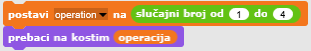 postavi operation na slučajni broj od 1 do 4
prebaci na kostim operacija